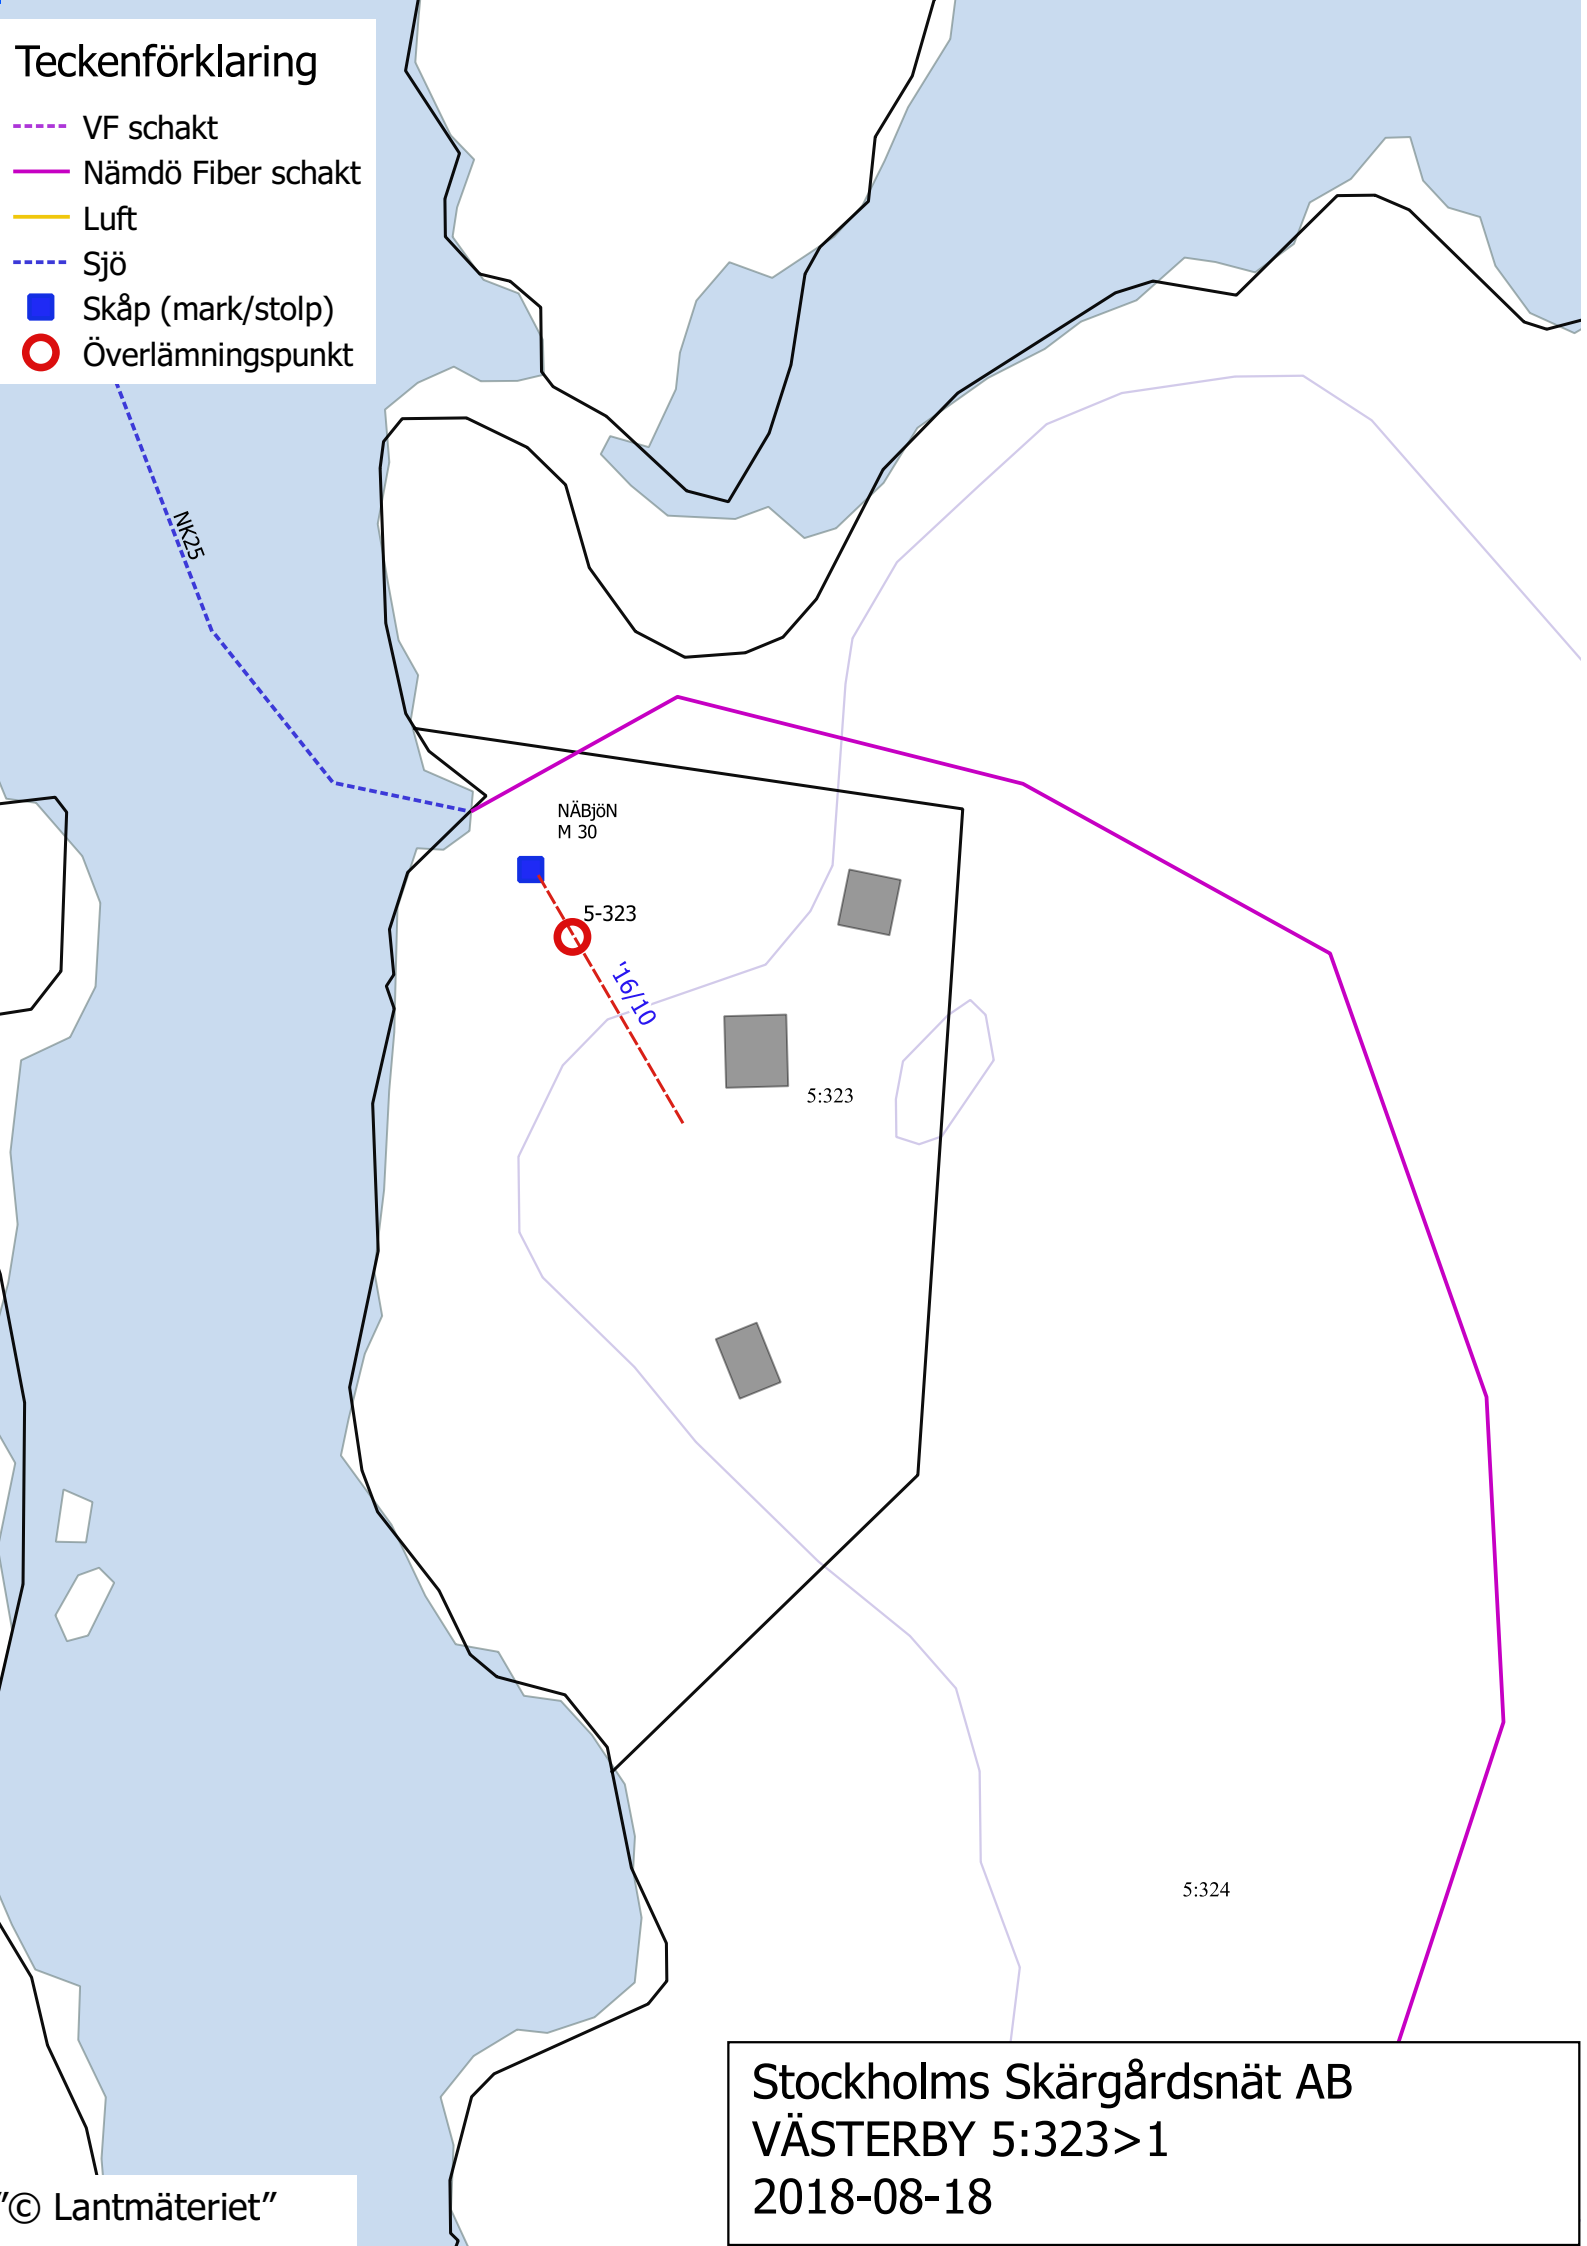 Teckenförklaring
VF schakt
Nämdö Fiber schakt
Luft
Sjö
Skåp (mark/stolp)
Överlämningspunkt
NK25
NÄBjöN
M 30
5-323
'16/10
5:323
5:324
Stockholms Skärgårdsnät AB
VÄSTERBY 5:323>1
2018-08-18
"© Lantmäteriet"